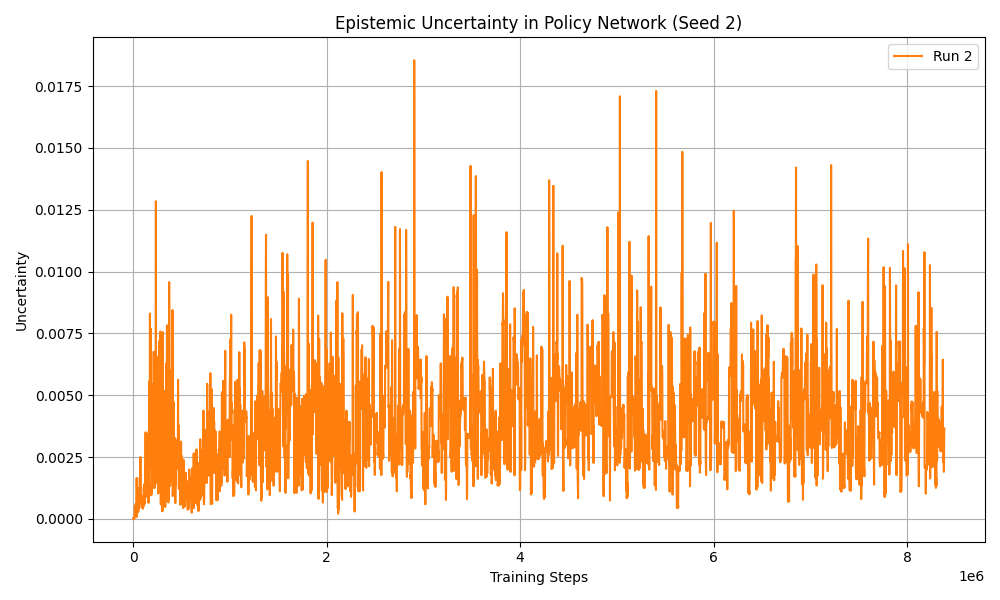 Epistemic Uncertainty in Policy Network (Seed 2)
Run 2
0.0175
0.0150
0.0125
0.0100
0.0075
0.0050
0.0025
0.0000
Uncertainty
0 2 4 6 8
1e6
Training Steps